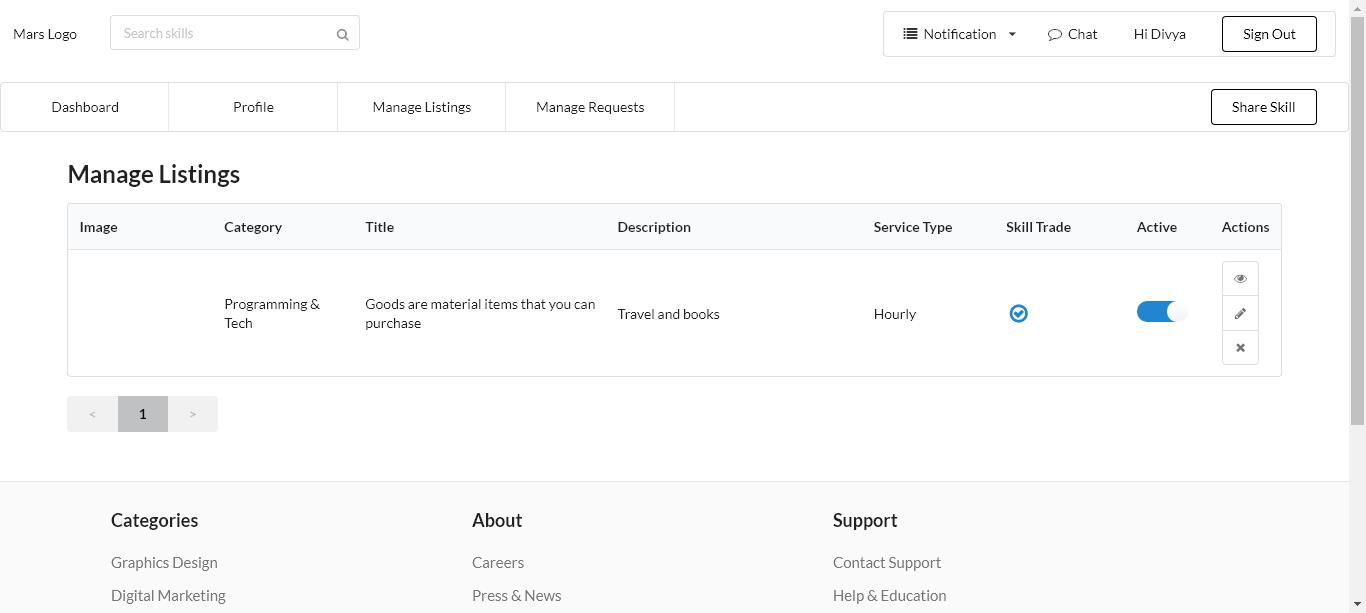 Mars Logo
Search skills
Notification
Chat
Hi Divya
Sign Out
Dashboard
Profile
Manage Listings
Manage Requests
Share Skill
Manage Listings
Image
Category
Title
Description
Service Type
Skill Trade
Active
Actions
Programming &
Tech
Goods are material items that you can
purchase
Travel and books
Hourly
<
1
>
Categories
About
Support
Graphics Design
Careers
Contact Support
Digital Marketing
Press & News
Help & Education